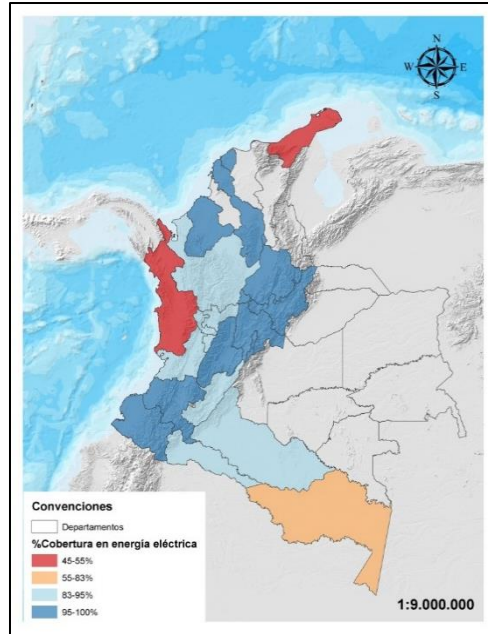 N
W E
S
Convenciones
Departamentos
%Cobertura en energía eléctrica
45-55%
55-83%
83-95%
95-100%
1:9.000.000